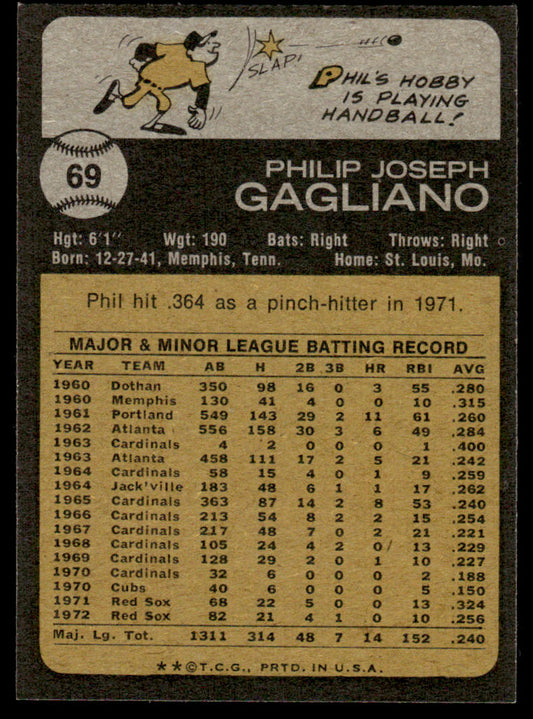 SLAP!
PHIL'S HOBBY
IS PLAYING
HANDBALL!
69
PHILIP JOSEPH
GAGLIANO
Hgt: 6'1" Wgt: 190 Bats: Right Throws: Right
Born: 12-27-41, Memphis, Tenn. Home: St. Louis, Mo.
Phil hit .364 as a pinch-hitter in 1971.
MAJOR & MINOR LEAGUE BATTING RECORD
YEAR TEAM AB H 2B 3B HR RBI AVG
1960 Dothan 350 98 16 0 3 55 .280
1960 Memphis 130 41 4 0 0 10 .315
1961 Portland 549 143 29 2 11 61 .260
1962 Atlanta 556 158 30 3 6 49 .284
1963 Cardinals 4 2 0 0 0 1 .400
1963 Atlanta 458 111 17 2 5 21 .242
1964 Cardinals 58 15 4 0 1 9 .259
1964 Jack'ville 183 48 6 1 1 17 .262
1965 Cardinals 363 87 14 2 8 53 .240
1966 Cardinals 213 54 8 2 2 15 .254
1967 Cardinals 217 48 7 0 2 21 .221
1968 Cardinals 105 24 4 2 0 13 .229
1969 Cardinals 128 29 2 0 1 10 .227
1970 Cardinals 32 6 0 0 0 2 .188
1970 Cubs 40 6 0 0 0 5 .150
1971 Red Sox 68 22 5 0 0 13 .324
1972 Red Sox 82 21 4 1 0 10 .256
Maj. Lg. Tot. 1311 314 48 7 14 152 .240
**©T.C.G., PRTD. IN U.S.A.